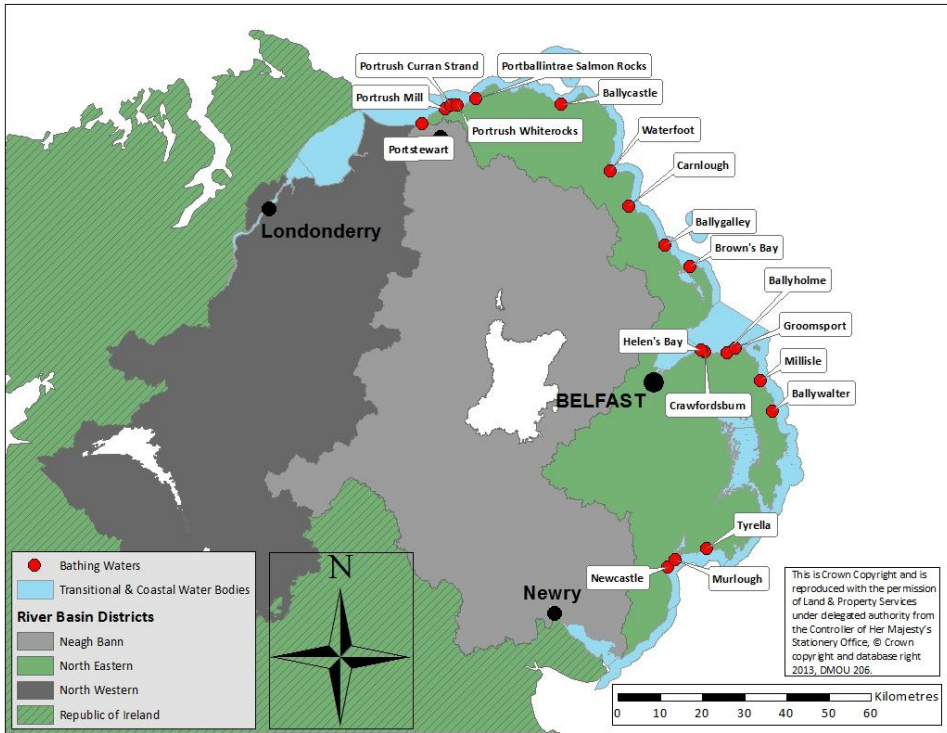 Portrush Curran Strand
Portballintrae Salmon Rocks
Portrush Mill
Ballycastle
Portrush Whiterocks
Waterfoot
Portstewart
Carnlough
Londonderry
Ballygalley
Brown's Bay
Ballyholme
Groomsport
Helen's Bay
Millisle
BELFAST
Crawfordsburn
Ballywalter
Tyrella
Newcastle
Murlough
Newry
Bathing Waters
Transitional & Coastal Water Bodies
River Basin Districts
Neagh Bann
North Eastern
North Western
Republic of Ireland
N
This is Crown Copyright and is
reproduced with the permission
of Land & Property Services
under delegated authority from
the Controller of Her Majesty's
Stationery Office, © Crown
copyright and database right
2013, DMOU 206.
Kilometres
0 10 20 30 40 50 60